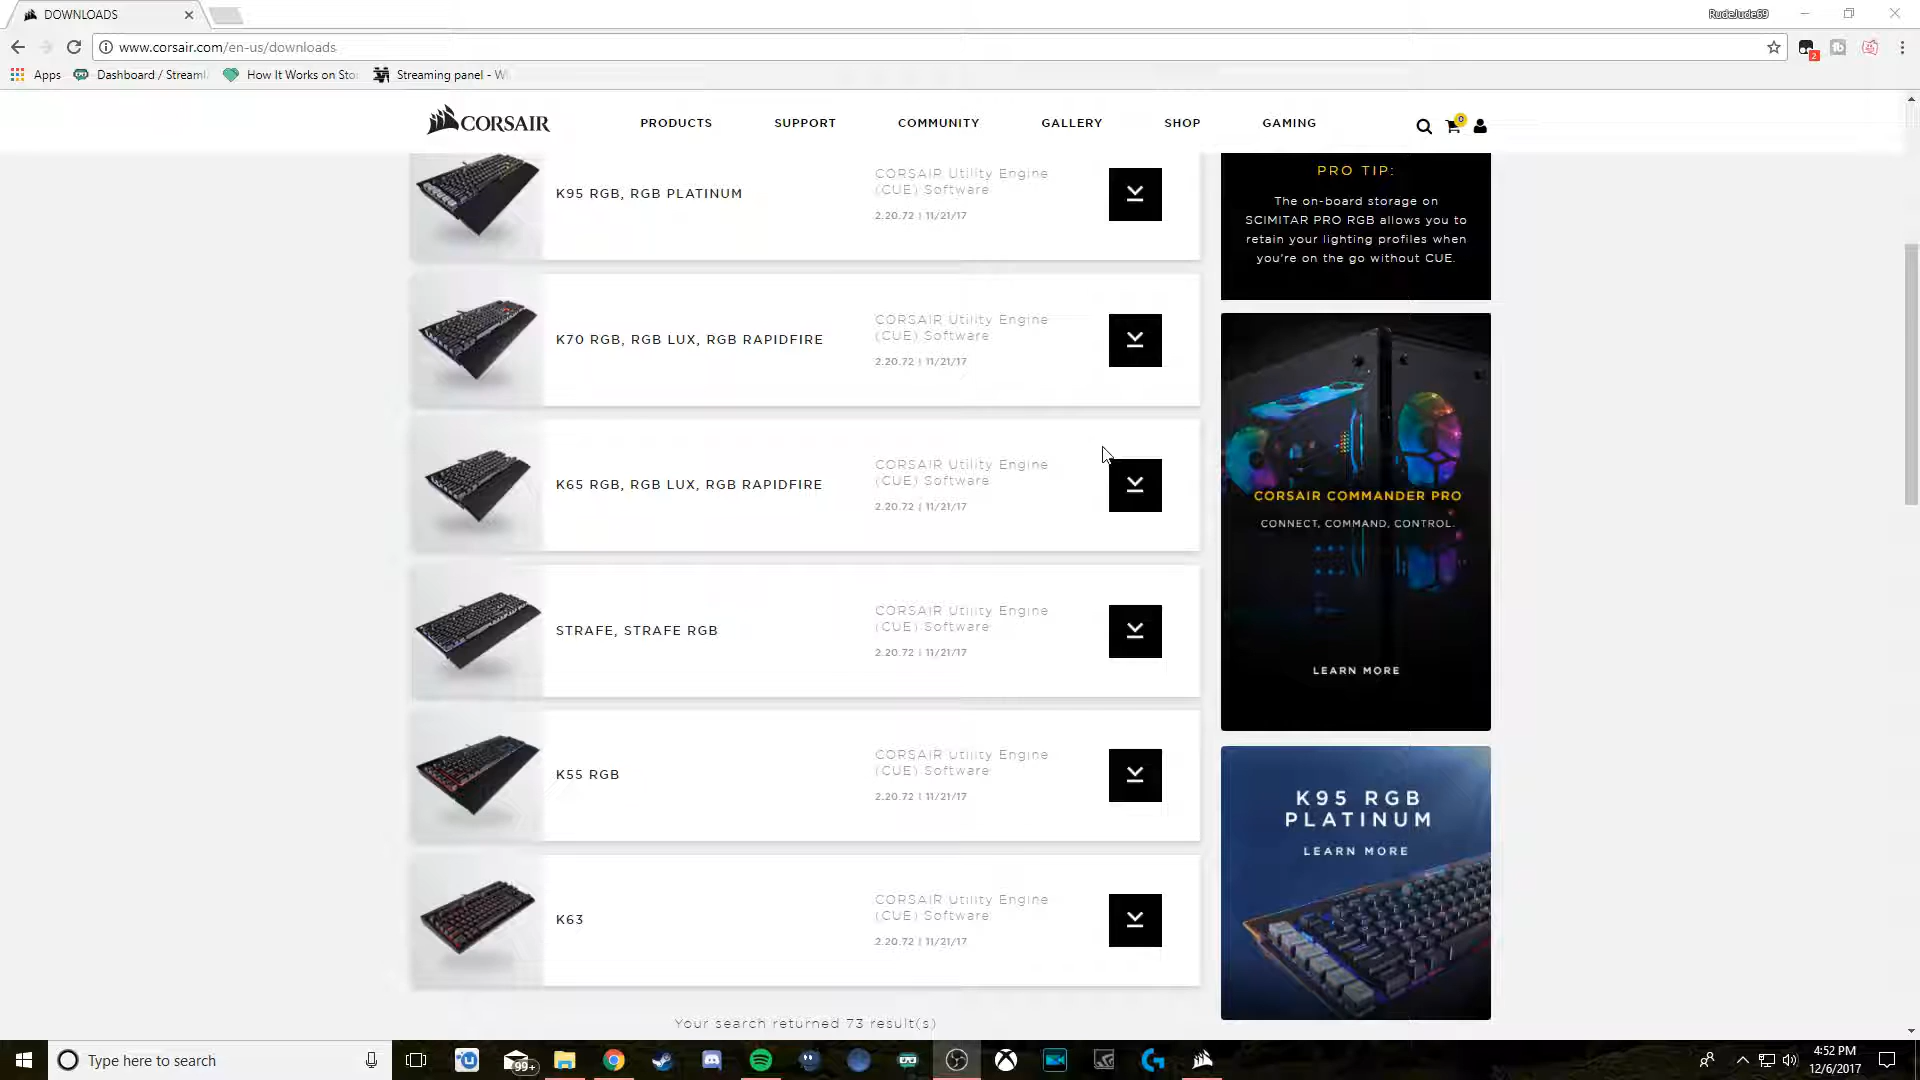 DOWNLOADS
RudeJude69
www.corsair.com/en-us/downloads
2
Apps
Dashboard / Streaml
How It Works on Sto
Streaming panel - W
CORSAIR
PRODUCTS
SUPPORT
COMMUNITY
GALLERY
SHOP
GAMING
0
K95 RGB, RGB PLATINUM
CORSAIR Utility Engine
(CUE) Software
2.20.72 | 11/21/17
K70 RGB, RGB LUX, RGB RAPIDFIRE
CORSAIR Utility Engine
(CUE) Software
2.20.72 | 11/21/17
K65 RGB, RGB LUX, RGB RAPIDFIRE
CORSAIR Utility Engine
(CUE) Software
2.20.72 | 11/21/17
STRAFE, STRAFE RGB
CORSAIR Utility Engine
(CUE) Software
2.20.72 | 11/21/17
K55 RGB
CORSAIR Utility Engine
(CUE) Software
2.20.72 | 11/21/17
K63
CORSAIR Utility Engine
(CUE) Software
2.20.72 | 11/21/17
Your search returned 73 result(s)
PRO TIP:
The on-board storage on
SCIMITAR PRO RGB allows you to
retain your lighting profiles when
you're on the go without CUE.
CORSAIR COMMANDER PRO
CONNECT, COMMAND, CONTROL.
LEARN MORE
K95 RGB
PLATINUM
LEARN MORE
Type here to search
99+
4:52 PM
12/6/2017